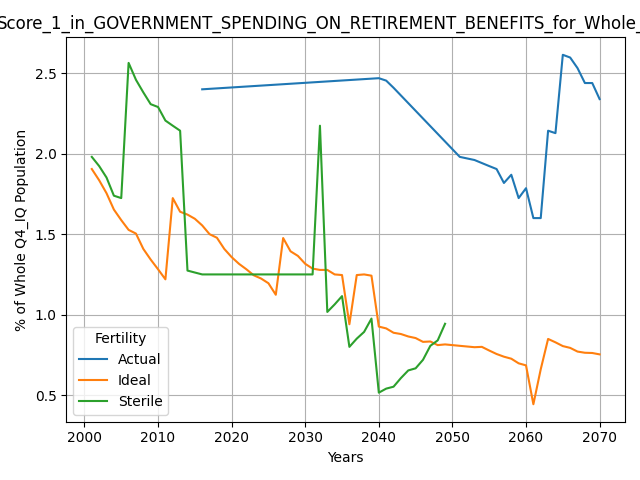 Score_1_in_GOVERNMENT_SPENDING_ON_RETIREMENT_BENEFITS_for_Whole_
% of Whole Q4_IQ Population
2.5
2.0
1.5
1.0
0.5
Fertility
Actual
Ideal
Sterile
2000 2010 2020 2030 2040 2050 2060 2070
Years